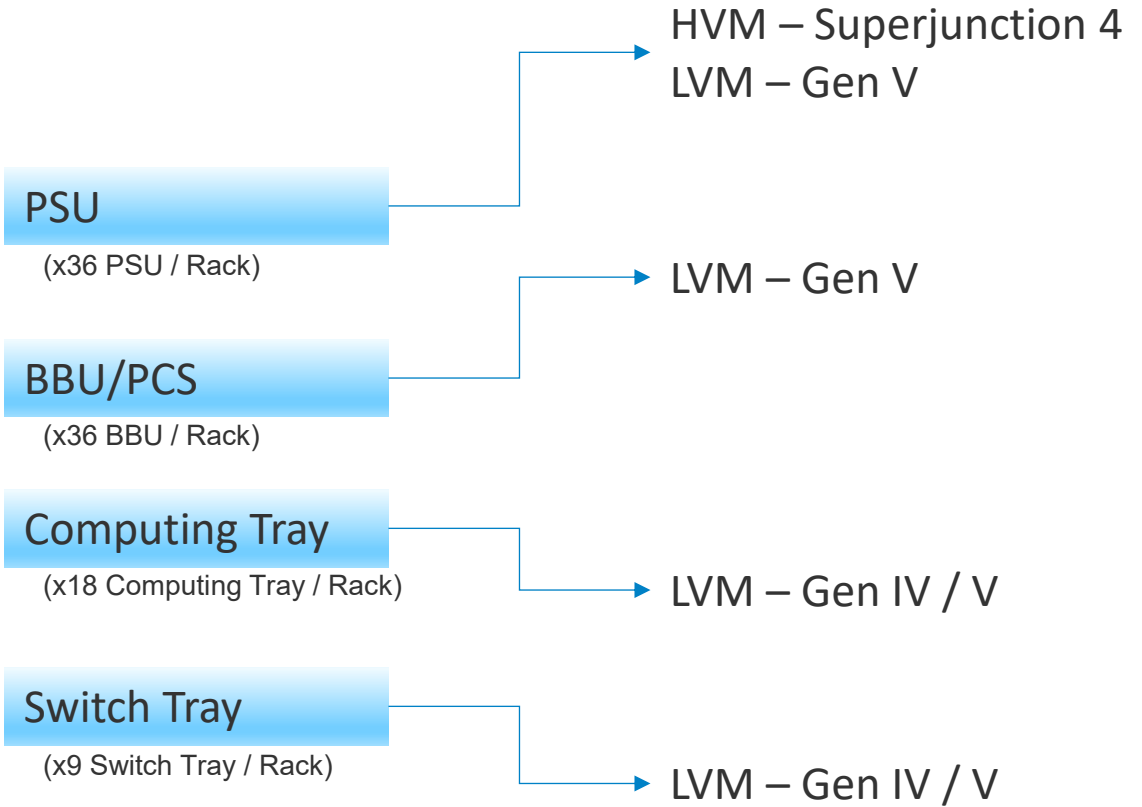 HVM – Superjunction 4
LVM – Gen V
PSU
(x36 PSU / Rack)
LVM – Gen V
BBU/PCS
(x36 BBU / Rack)
Computing Tray
(x18 Computing Tray / Rack)
LVM – Gen IV / V
Switch Tray
(x9 Switch Tray / Rack)
LVM – Gen IV / V